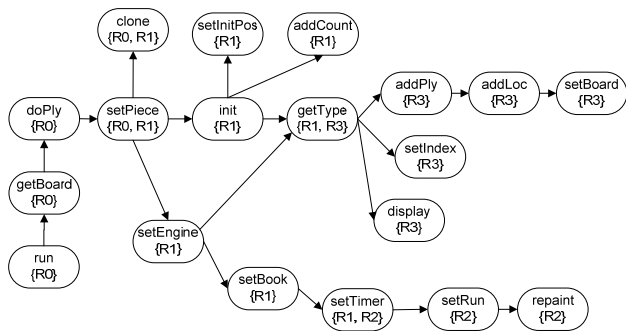 clone
{R0, R1}
setInitPos
{R1}
addCount
{R1}
doPly
{R0}
setPiece
{R0, R1}
init
{R1}
getType
{R1, R3}
addPly
{R3}
addLoc
{R3}
setBoard
{R3}
setIndex
{R3}
getBoard
{R0}
display
{R3}
setEngine
{R1}
run
{R0}
setBook
{R1}
setTimer
{R1, R2}
setRun
{R2}
repaint
{R2}